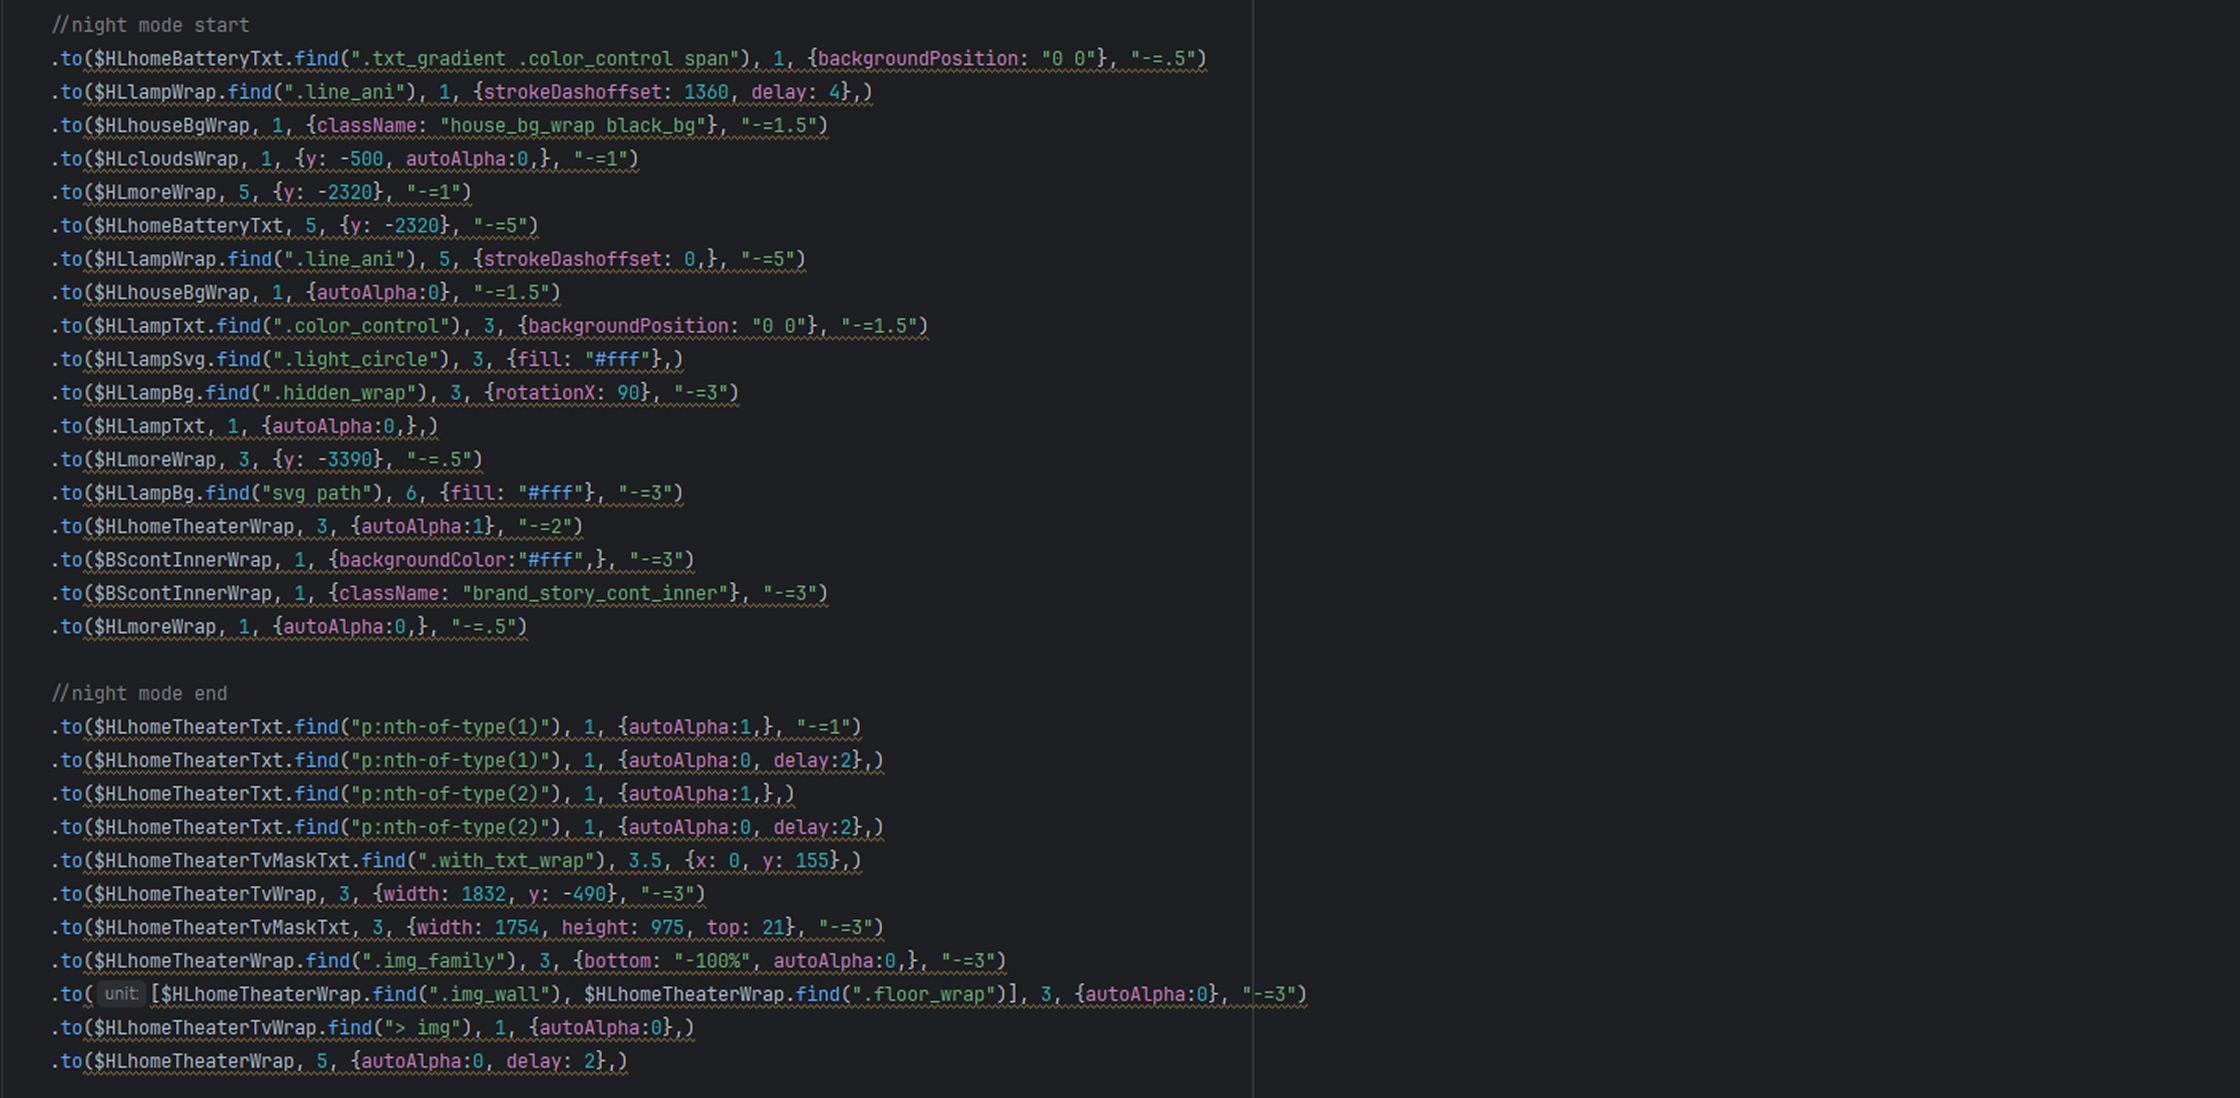 //night mode start
.to($HLhomeBatteryTxt.find(".txt_gradient .color_control span"), 1, {backgroundPosition: "0 0"}, "-=.5")
.to($HLlampWrap.find(".line_ani"), 1, {strokeDashoffset: 1360, delay: 4},)
.to($HLhouseBgWrap, 1, {className: "house_bg_wrap black_bg"}, "-=1.5")
.to($HLcloudsWrap, 1, {y: -500, autoAlpha:0,}, "-=1")
.to($HLmoreWrap, 5, {y: -2320}, "-=1")
.to($HLhomeBatteryTxt, 5, {y: -2320}, "-=5")
.to($HLlampWrap.find(".line_ani"), 5, {strokeDashoffset: 0,}, "-=5")
.to($HLhouseBgWrap, 1, {autoAlpha:0}, "-=1.5")
.to($HLlampTxt.find(".color_control"), 3, {backgroundPosition: "0 0"}, "-=1.5")
.to($HLlampSvg.find(".light_circle"), 3, {fill: "#fff"},)
.to($HLlampBg.find(".hidden_wrap"), 3, {rotationX: 90}, "-=3")
.to($HLlampTxt, 1, {autoAlpha:0,},)
.to($HLmoreWrap, 3, {y: -3390}, "-=.5")
.to($HLlampBg.find("svg path"), 6, {fill: "#fff"}, "-=3")
.to($HLhomeTheaterWrap, 3, {autoAlpha:1}, "-=2")
.to($BScontInnerWrap, 1, {backgroundColor:"#fff",}, "-=3")
.to($BScontInnerWrap, 1, {className: "brand_story_cont_inner"}, "-=3")
.to($HLmoreWrap, 1, {autoAlpha:0,}, "-=.5")
//night mode end
.to($HLhomeTheaterTxt.find("p:nth-of-type(1)"), 1, {autoAlpha:1,}, "-=1")
.to($HLhomeTheaterTxt.find("p:nth-of-type(1)"), 1, {autoAlpha:0, delay:2},)
.to($HLhomeTheaterTxt.find("p:nth-of-type(2)"), 1, {autoAlpha:1,},)
.to($HLhomeTheaterTxt.find("p:nth-of-type(2)"), 1, {autoAlpha:0, delay:2},)
.to($HLhomeTheaterTvMaskTxt.find(".with_txt_wrap"), 3.5, {x: 0, y: 155},)
.to($HLhomeTheaterTvWrap, 3, {width: 1832, y: -490}, "-=3")
.to($HLhomeTheaterTvMaskTxt, 3, {width: 1754, height: 975, top: 21}, "-=3")
.to($HLhomeTheaterWrap.find(".img_family"), 3, {bottom: "-100%", autoAlpha:0,}, "-=3")
.to( unit: [$HLhomeTheaterWrap.find(".img_wall"), $HLhomeTheaterWrap.find(".floor_wrap")], 3, {autoAlpha:0}, "-=3")
.to($HLhomeTheaterTvWrap.find("> img"), 1, {autoAlpha:0},)
.to($HLhomeTheaterWrap, 5, {autoAlpha:0, delay: 2},)